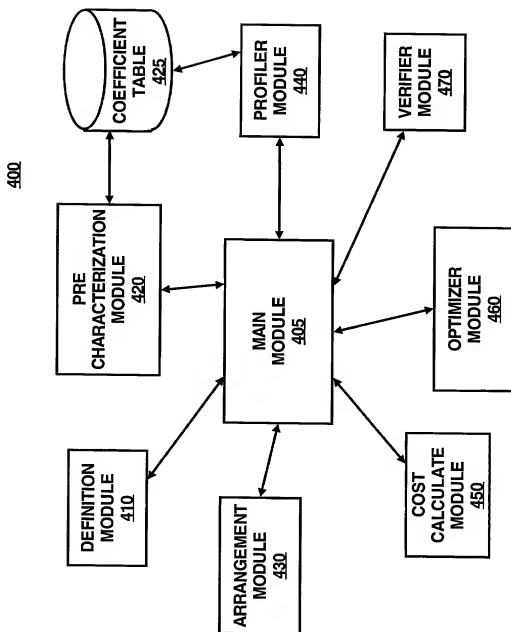 400
DEFINITION
MODULE
410
PRE
CHARACTERIZATION
MODULE
420
COEFFICIENT
TABLE
425
ARRANGEMENT
MODULE
430
MAIN
MODULE
405
PROFILER
MODULE
440
COST
CALCULATE
MODULE
450
OPTIMIZER
MODULE
460
VERIFIER
MODULE
470